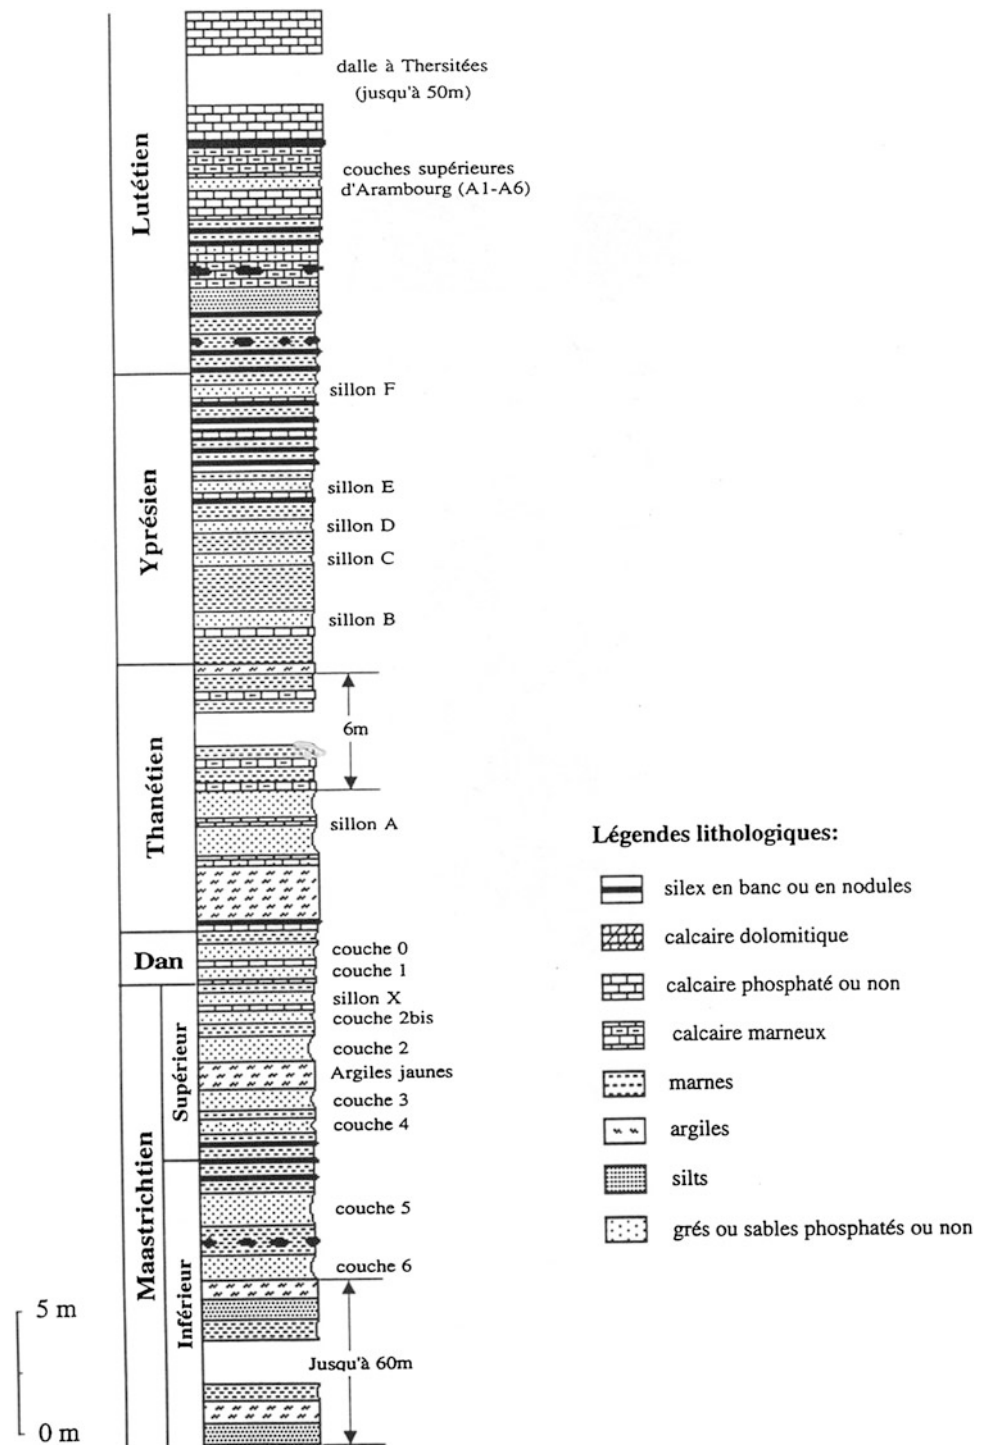 dalle à Thersitées
(jusqu'à 50m)
couches supérieures
d'Arambourg (A1-A6)
Lutétien
sillon F
sillon E
sillon D
sillon C
sillon B
Yprésien
6m
sillon A
Thanétien
couche 0
couche 1
Dan
sillon X
couche 2bis
couche 2
Argiles jaunes
couche 3
couche 4
Supérieur
couche 5
couche 6
Maastrichtien
Inférieur
Jusqu'à 60m
5 m
0 m
Légendes lithologiques:
silex en banc ou en nodules
calcaire dolomitique
calcaire phosphaté ou non
calcaire marneux
marnes
argiles
silts
grés ou sables phosphatés ou non